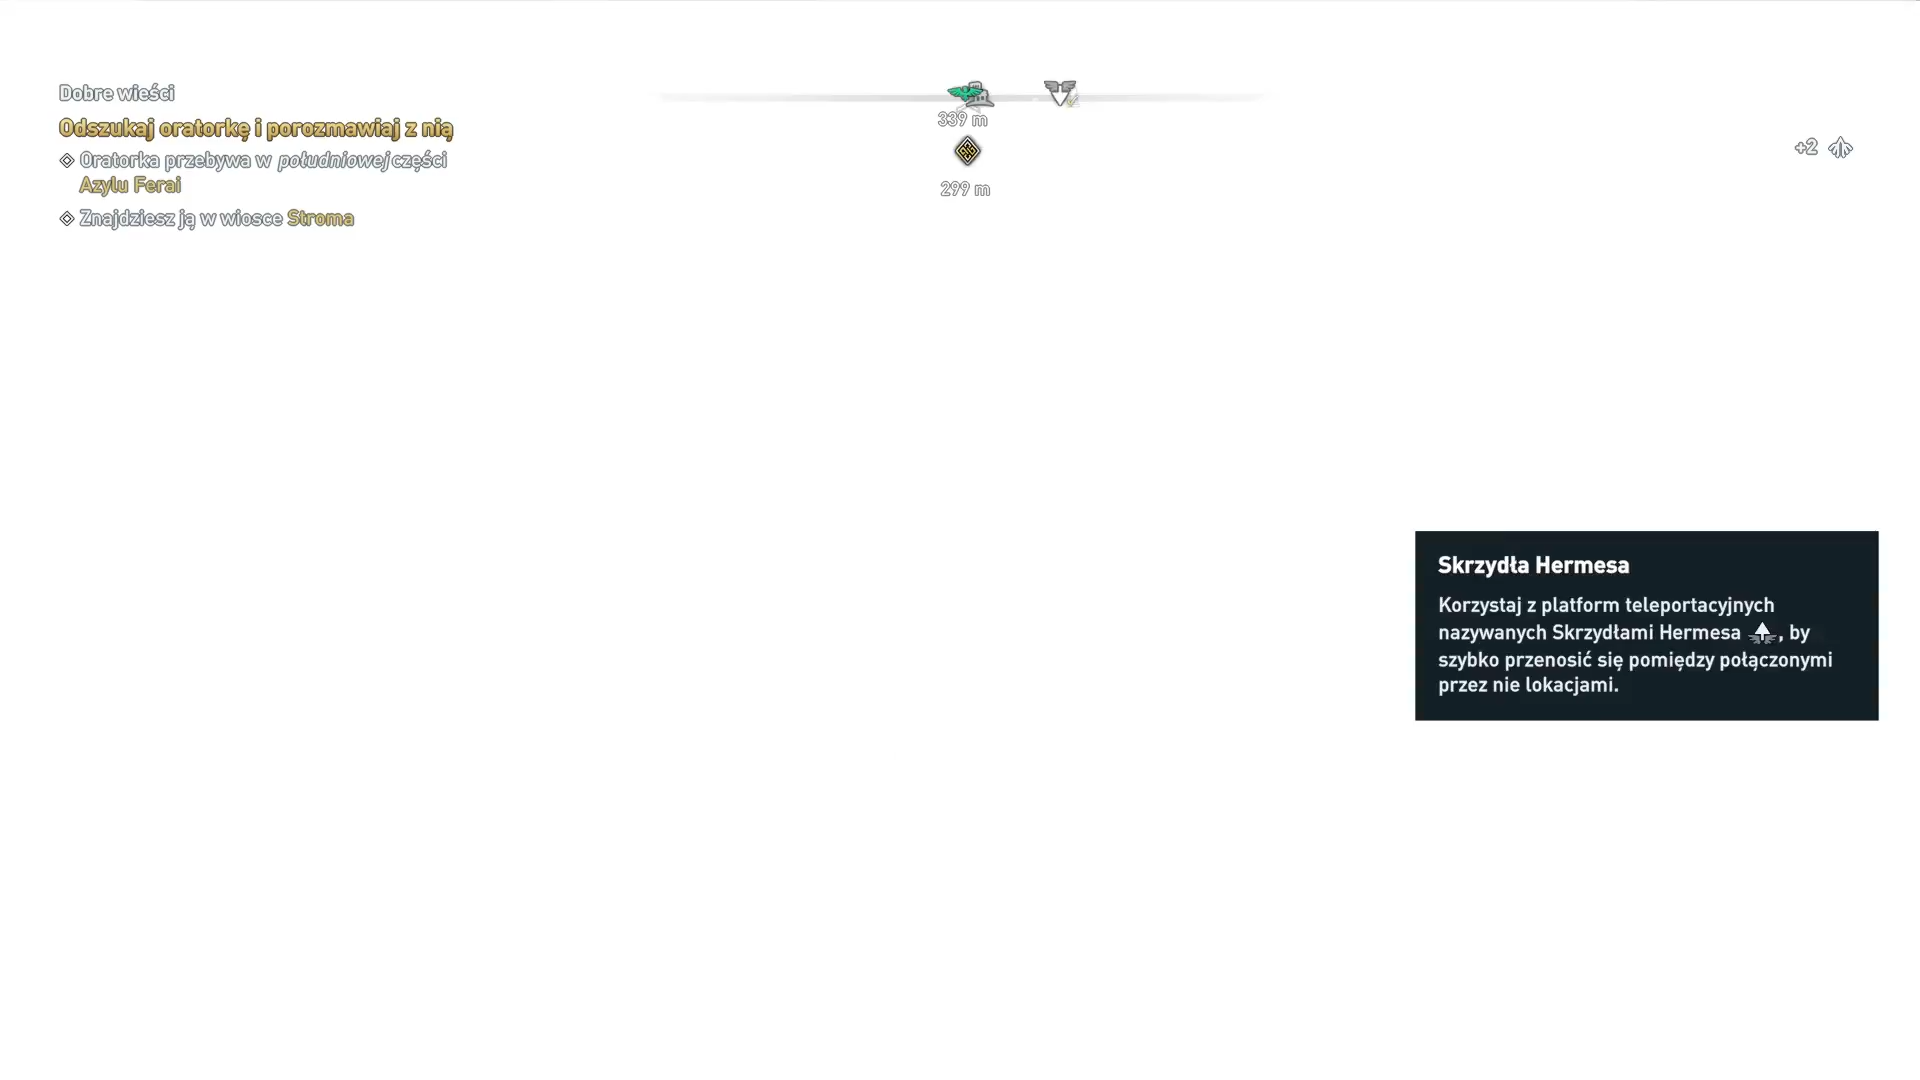 Dobre wieści
Odszukaj oratorkę i porozmawiaj z nią
Oratorka przebywa w południowej części
Azylu Ferai
Znajdziesz ją w wiosce Stroma
339 m
299 m
+2
Skrzydła Hermesa
Korzystaj z platform teleportacyjnych
nazywanych Skrzydłami Hermesa , by
szybko przenosić się pomiędzy połączonymi
przez nie lokacjami.